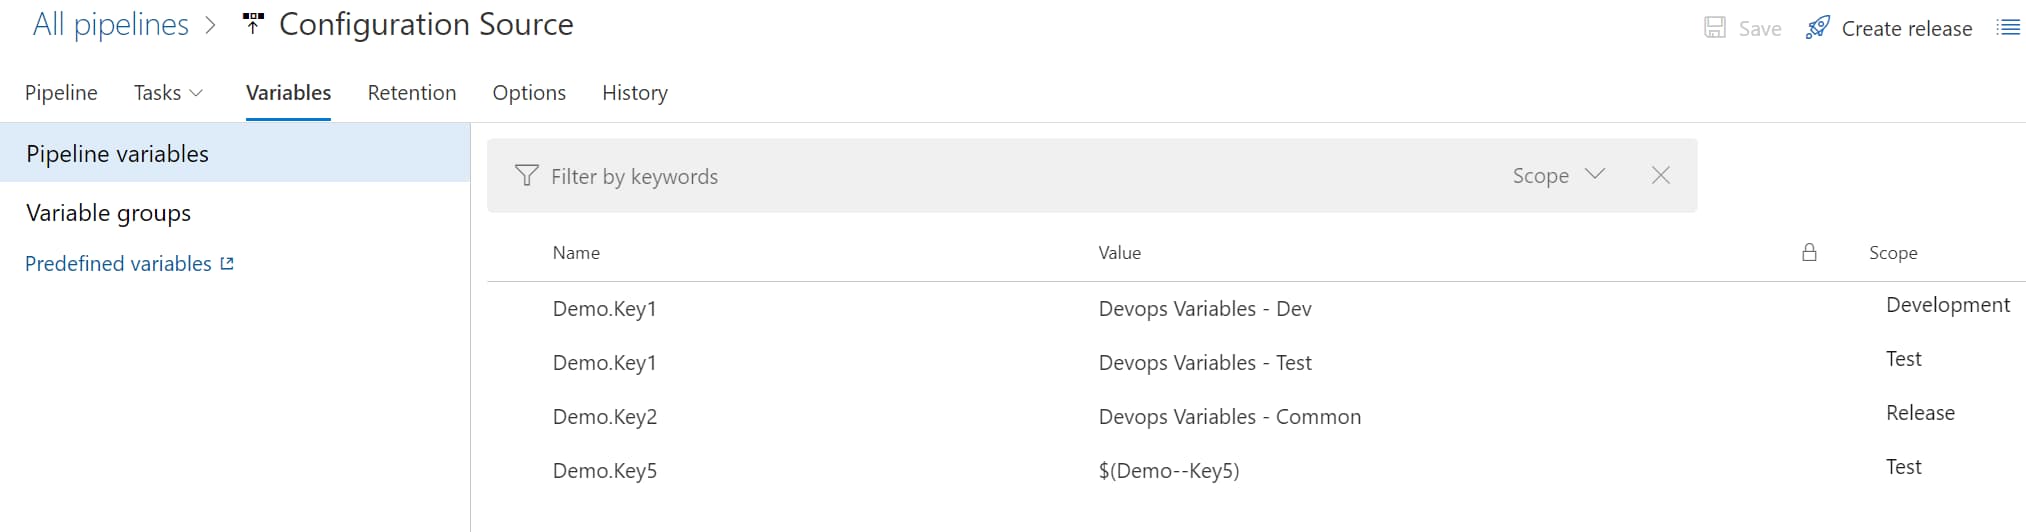 All pipelines > Configuration Source
Save Create release
Pipeline Tasks Variables Retention Options History
Pipeline variables
Variable groups
Predefined variables
Filter by keywords Scope
Name Value Scope
Demo.Key1 Devops Variables - Dev Development
Demo.Key1 Devops Variables - Test Test
Demo.Key2 Devops Variables - Common Release
Demo.Key5 $(Demo--Key5) Test